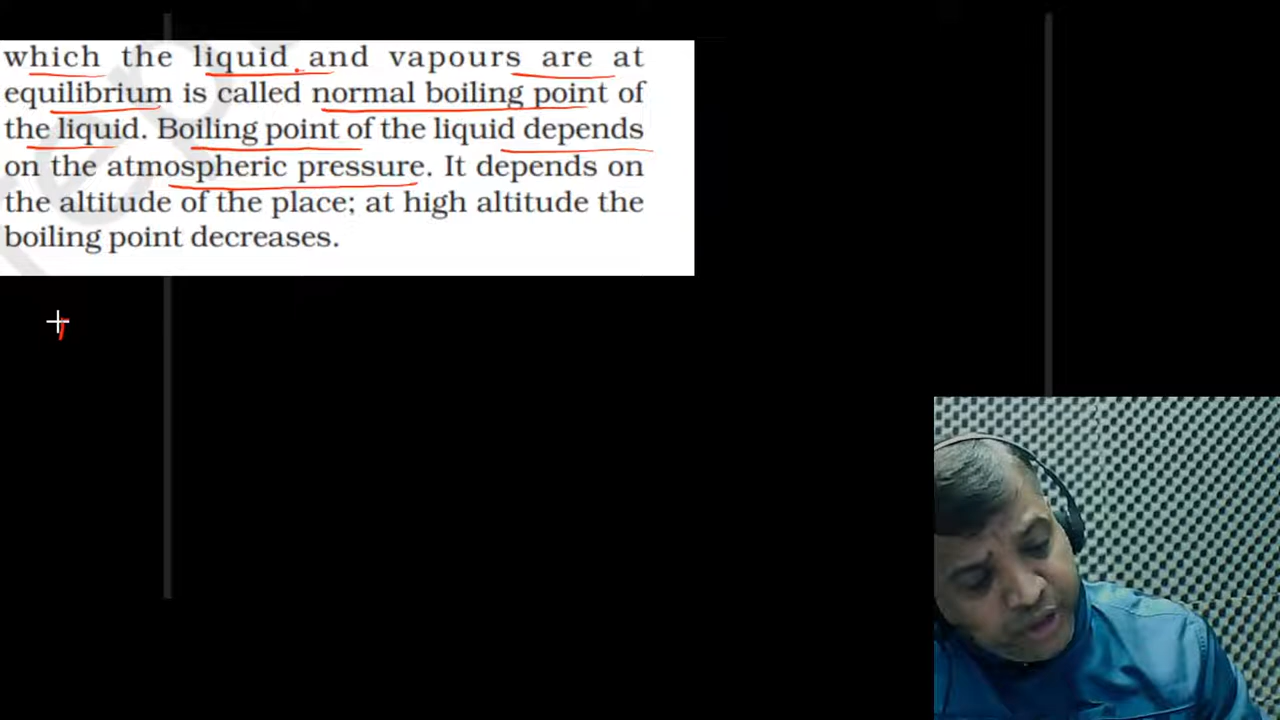 which the liquid and vapours are at
equilibrium is called normal boiling point of
the liquid. Boiling point of the liquid depends
on the atmospheric pressure. It depends on
the altitude of the place; at high altitude the
boiling point decreases.